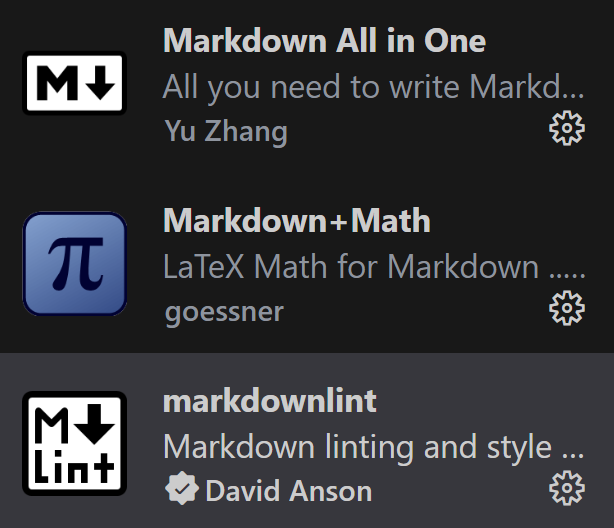 Markdown All in One
All you need to write Markd...
Yu Zhang
Markdown+Math
LaTeX Math for Markdown .....
goessner
markdownlint
Markdown linting and style ...
David Anson
M
π
M
Lint